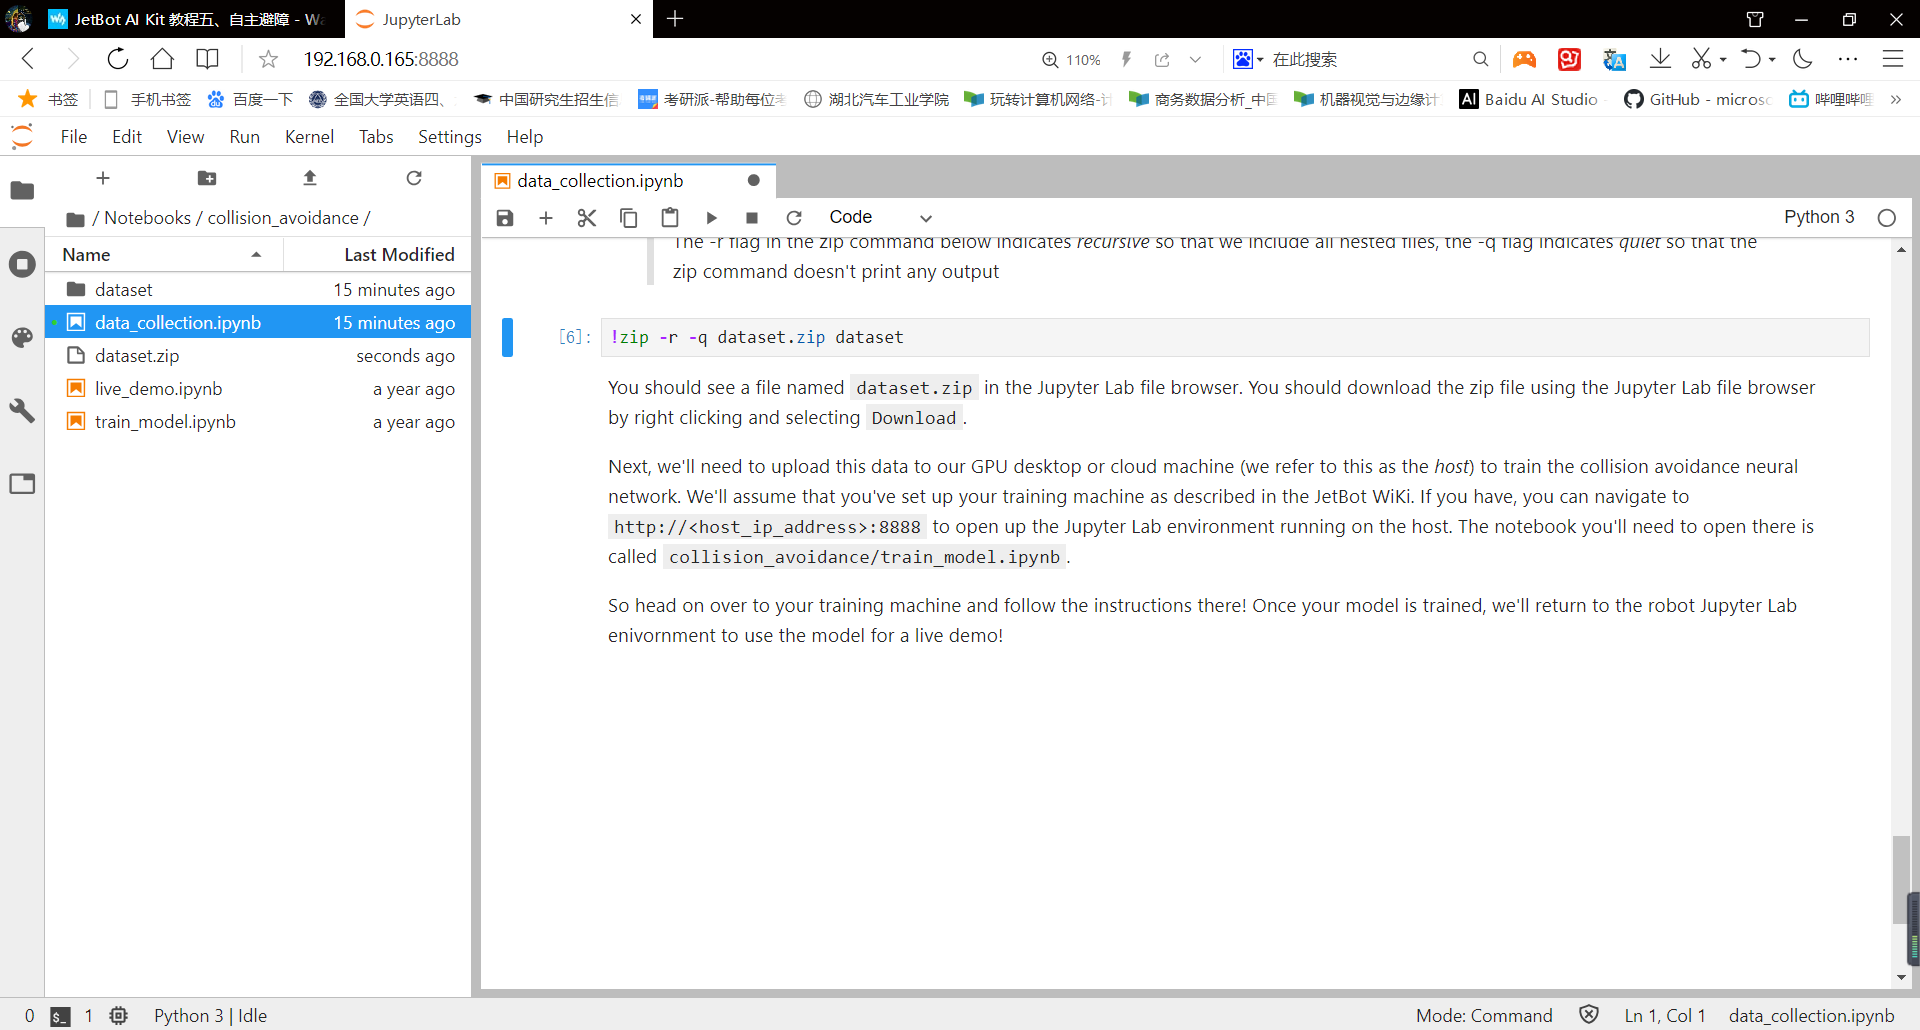 JetBot AI Kit 教程五、自主避障 - Wa
JupyterLab
192.168.0.165:8888
110%
在此搜索
书签
手机书签
百度一下
全国大学英语四、
中国研究生招生信
考研派-帮助每位考
湖北汽车工业学院
玩转计算机网络-计
商务数据分析_中国
机器视觉与边缘计
AI Baidu AI Studio
GitHub - microsc
哔哩哔哩
File Edit View Run Kernel Tabs Settings Help
/ Notebooks / collision_avoidance /
Name Last Modified
dataset 15 minutes ago
data_collection.ipynb 15 minutes ago
dataset.zip seconds ago
live_demo.ipynb a year ago
train_model.ipynb a year ago
data_collection.ipynb
Code
Python 3
The -r flag in the zip command below indicates recursive so that we include all nested files, the -q flag indicates quiet so that the
zip command doesn't print any output
[6]: !zip -r -q dataset.zip dataset
You should see a file named dataset.zip in the Jupyter Lab file browser. You should download the zip file using the Jupyter Lab file browser
by right clicking and selecting Download.
Next, we'll need to upload this data to our GPU desktop or cloud machine (we refer to this as the host) to train the collision avoidance neural
network. We'll assume that you've set up your training machine as described in the JetBot WiKi. If you have, you can navigate to
http://<host_ip_address>:8888 to open up the Jupyter Lab environment running on the host. The notebook you'll need to open there is
called collision_avoidance/train_model.ipynb.
So head on over to your training machine and follow the instructions there! Once your model is trained, we'll return to the robot Jupyter Lab
enivornment to use the model for a live demo!
0 $_ 1 Python 3 | Idle
Mode: Command Ln 1, Col 1 data_collection.ipynb